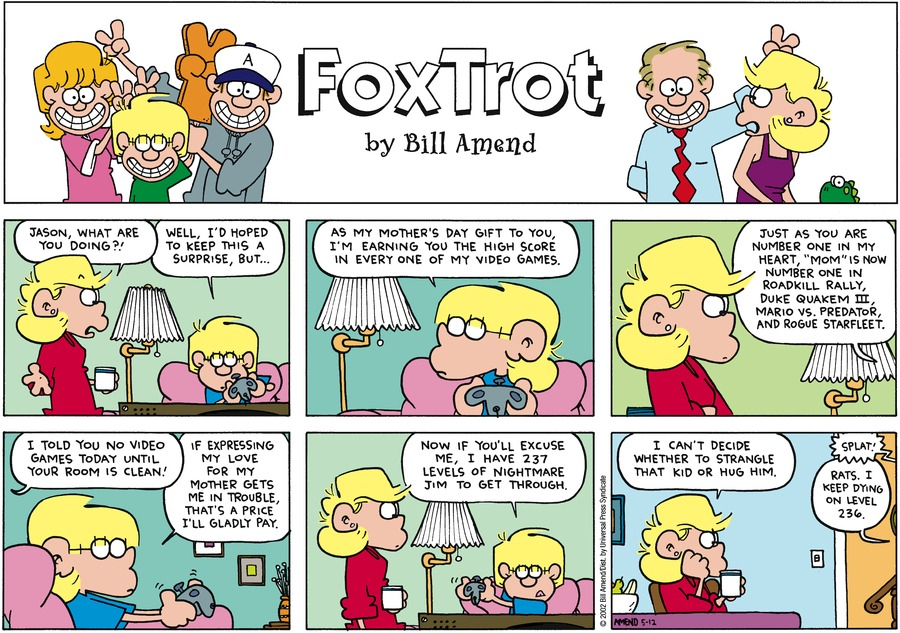 A
FOXTROT
by Bill Amend
JASON, WHAT ARE
YOU DOING?!
WELL, I'D HOPED
TO KEEP THIS A
SURPRISE, BUT...
AS MY MOTHER'S DAY GIFT TO YOU,
I'M EARNING YOU THE HIGH SCORE
IN EVERY ONE OF MY VIDEO GAMES.
JUST AS YOU ARE
NUMBER ONE IN MY
HEART, "MOM" IS NOW
NUMBER ONE IN
ROADKILL RALLY,
DUKE QUAKEM III,
MARIO VS. PREDATOR,
AND ROGUE STARFLEET.
I TOLD YOU NO VIDEO
GAMES TODAY UNTIL
YOUR ROOM IS CLEAN!
IF EXPRESSING
MY LOVE
FOR MY
MOTHER GETS
ME IN TROUBLE,
THAT'S A PRICE
I'LL GLADLY PAY.
NOW IF YOU'LL EXCUSE
ME, I HAVE 237
LEVELS OF NIGHTMARE
JIM TO GET THROUGH.
© 2002 Bill Amend/Dist. by Universal Press Syndicate
I CAN'T DECIDE
WHETHER TO STRANGLE
THAT KID OR HUG HIM.
SPLAT!
RATS. I
KEEP DYING
ON LEVEL
236.
AMEND 5-12